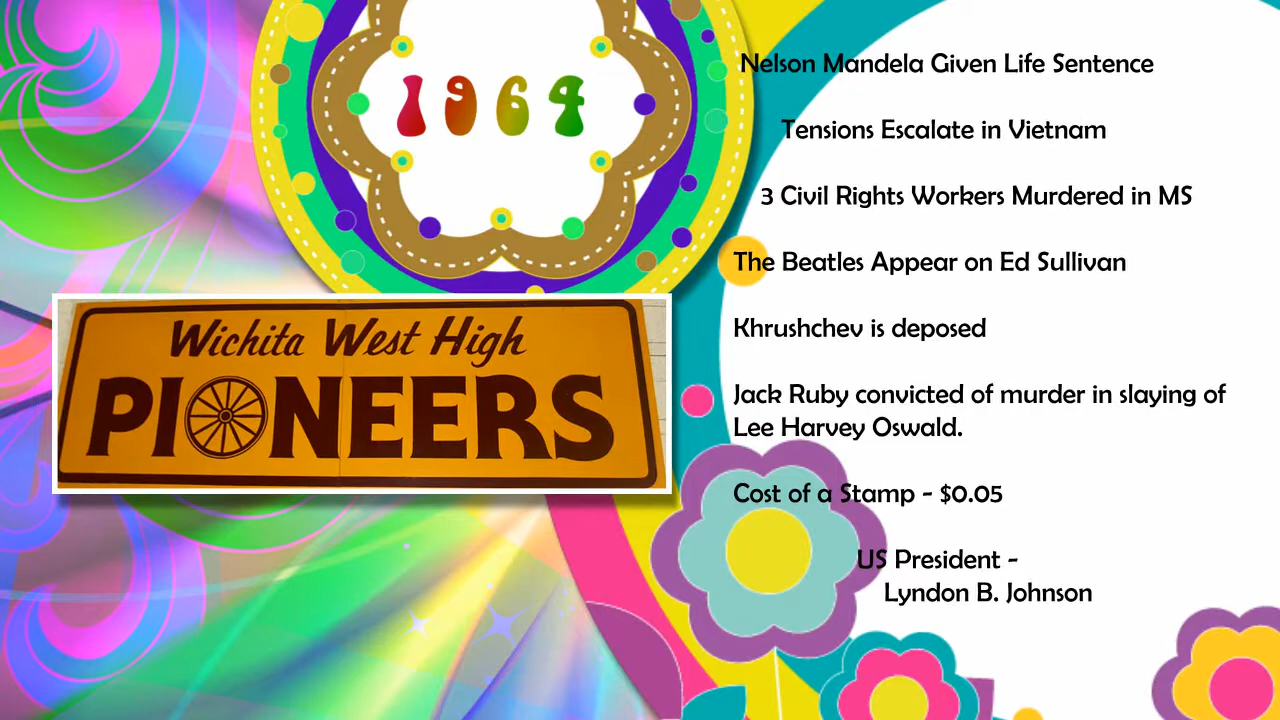 1964
Wichita West High
PIONEERS
Nelson Mandela Given Life Sentence
Tensions Escalate in Vietnam
3 Civil Rights Workers Murdered in MS
The Beatles Appear on Ed Sullivan
Khrushchev is deposed
Jack Ruby convicted of murder in slaying of
Lee Harvey Oswald.
Cost of a Stamp - $0.05
US President -
Lyndon B. Johnson